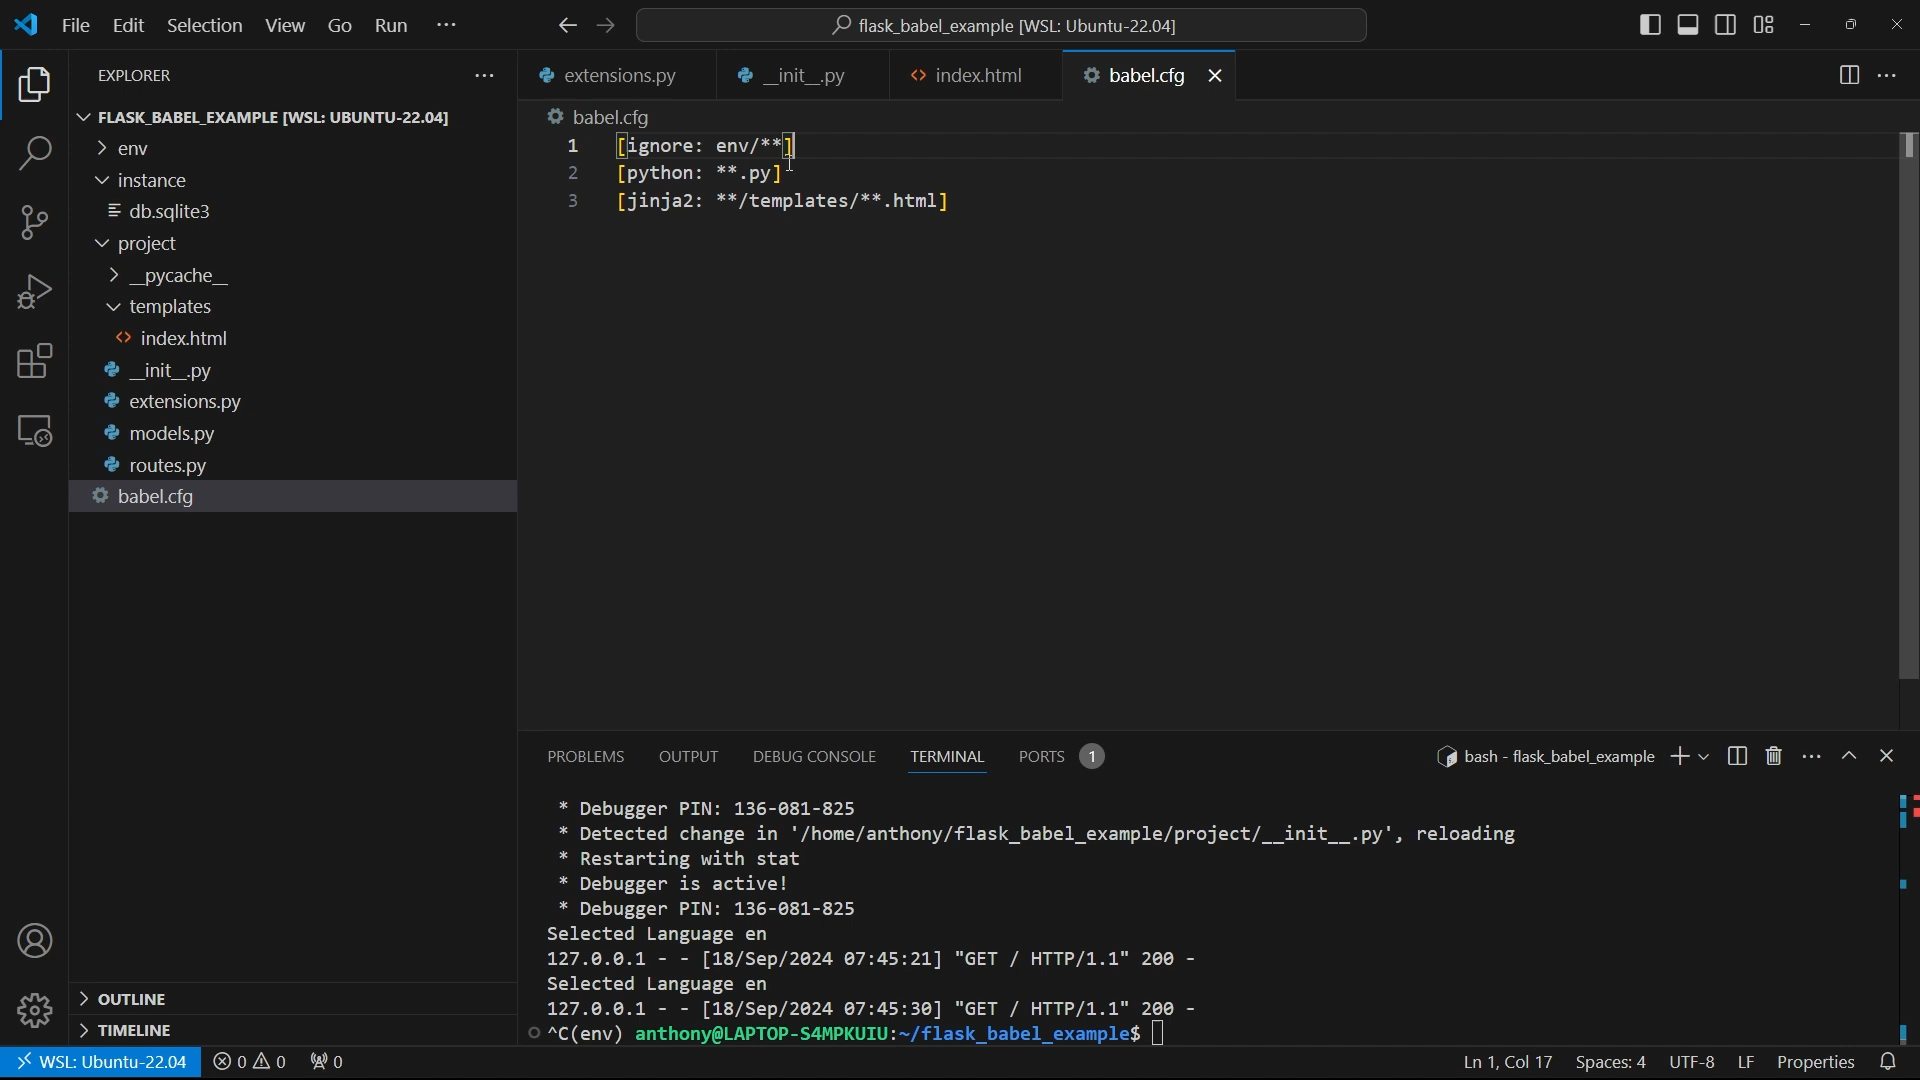 File Edit Selection View Go Run ···
flask_babel_example [WSL: Ubuntu-22.04]
EXPLORER
extensions.py
__init__.py
index.html
babel.cfg
FLASK_BABEL_EXAMPLE [WSL: UBUNTU-22.04]
env
instance
db.sqlite3
project
__pycache__
templates
index.html
__init__.py
extensions.py
models.py
routes.py
babel.cfg
OUTLINE
TIMELINE
babel.cfg
1 [ignore: env/**]
2 [python: **.py]
3 [jinja2: **/templates/**.html]
PROBLEMS OUTPUT DEBUG CONSOLE TERMINAL PORTS 1
bash - flask_babel_example
* Debugger PIN: 136-081-825
* Detected change in '/home/anthony/flask_babel_example/project/__init__.py', reloading
* Restarting with stat
* Debugger is active!
* Debugger PIN: 136-081-825
Selected Language en
127.0.0.1 - - [18/Sep/2024 07:45:21] "GET / HTTP/1.1" 200 -
Selected Language en
127.0.0.1 - - [18/Sep/2024 07:45:30] "GET / HTTP/1.1" 200 -
^C(env) anthony@LAPTOP-S4MPKUIU:~/flask_babel_example$
WSL: Ubuntu-22.04 0 0 0
Ln 1, Col 17 Spaces: 4 UTF-8 LF Properties